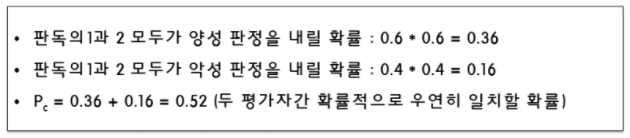 • 판독의1과 2 모두가 양성 판정을 내릴 확률 : 0.6 * 0.6 = 0.36
• 판독의1과 2 모두가 악성 판정을 내릴 확률 : 0.4 * 0.4 = 0.16
• Pc = 0.36 + 0.16 = 0.52 (두 평가자간 확률적으로 우연히 일치할 확률)